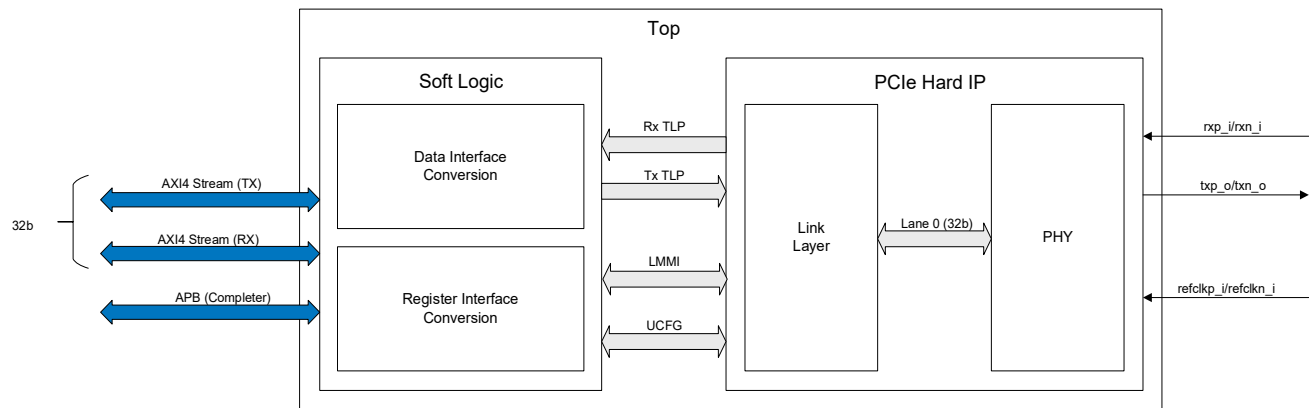 Top
Soft Logic
PCIe Hard IP
Data Interface
Conversion
Register Interface
Conversion
Rx TLP
Tx TLP
LMMI
UCFG
Link
Layer
Lane 0 (32b)
PHY
32b
AXI4 Stream (TX)
AXI4 Stream (RX)
APB (Completer)
rxp_i/rxn_i
txp_o/txn_o
refclkp_i/refclkn_i